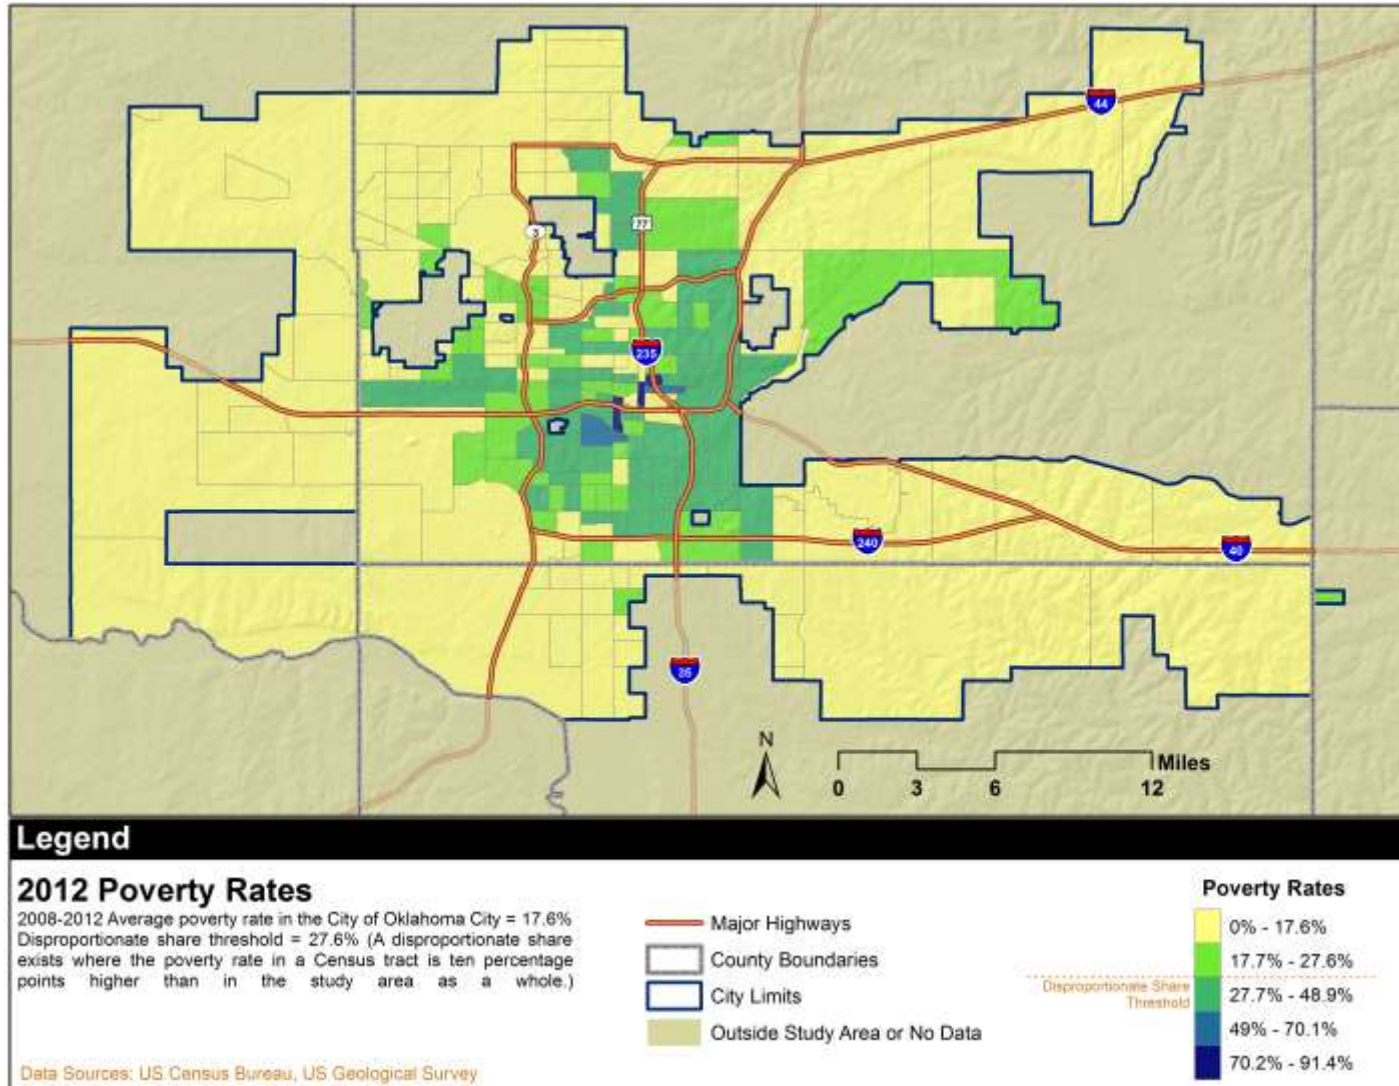 44
3
77
235
240
40
35
N
Miles
0 3 6 12
Legend
2012 Poverty Rates
2008-2012 Average poverty rate in the City of Oklahoma City = 17.6%
Disproportionate share threshold = 27.6% (A disproportionate share
exists where the poverty rate in a Census tract is ten percentage
points higher than in the study area as a whole.)
Data Sources: US Census Bureau, US Geological Survey
Major Highways
County Boundaries
City Limits
Outside Study Area or No Data
Poverty Rates
0% - 17.6%
17.7% - 27.6%
Disproportionate Share
Threshold
27.7% - 48.9%
49% - 70.1%
70.2% - 91.4%